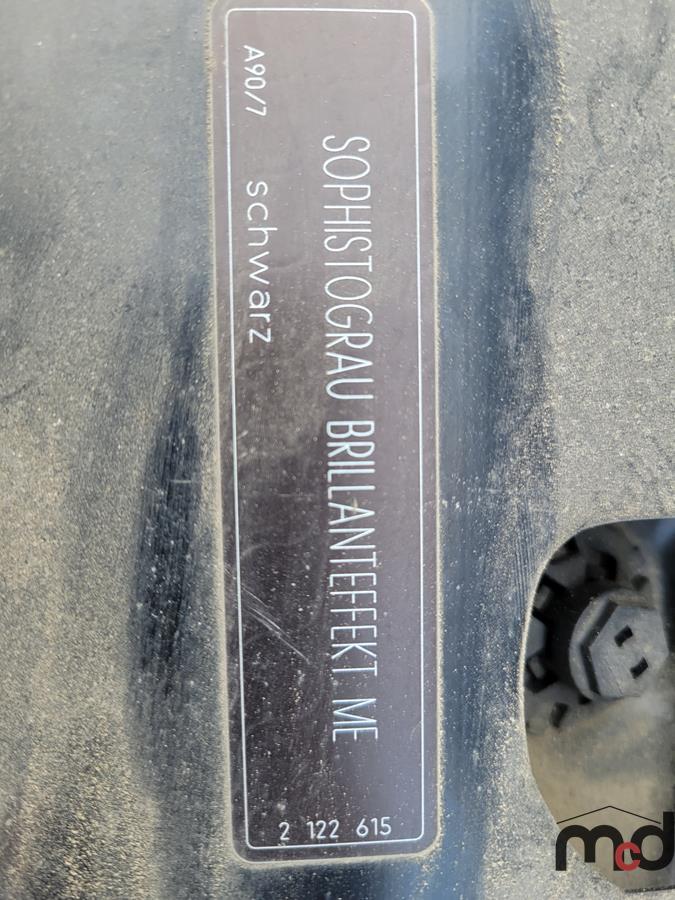 SOPHISTOGRAU BRILLANTEFFEKT ME
A90/7 schwarz
2 122 615
mcd